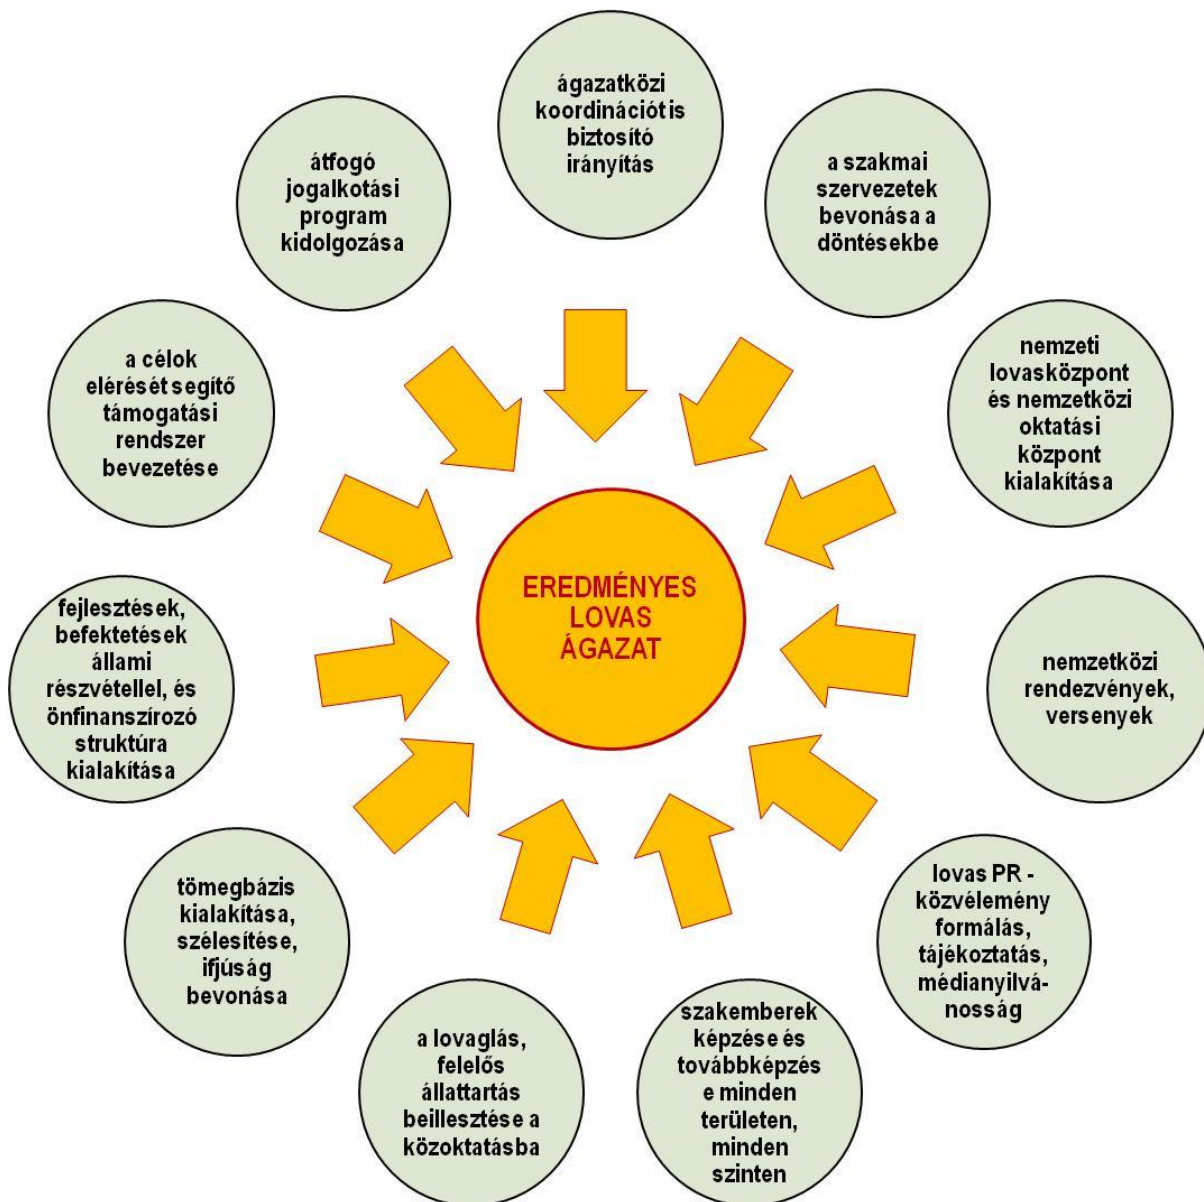 ágazatközi
koordinációt is
biztosító
irányítás
a szakmai
szervezetek
bevonása a
döntésekbe
nemzeti
lovasközpont
és nemzetközi
oktatási
központ
kialakítása
nemzetközi
rendezvények,
versenyek
lovas PR -
közvélemény
formálás,
tájékoztatás,
médianyilvá-
nosság
szakemberek
képzése és
továbbképzés
e minden
területen,
minden
szinten
a lovaglás,
felelős
állattartás
beillesztése a
közoktatásba
tömegbázis
kialakítása,
szélesítése,
ifjúság
bevonása
fejlesztések,
befektetések
állami
részvétellel, és
önfinanszírozó
struktúra
kialakítása
a célok
elérését segítő
támogatási
rendszer
bevezetése
átfogó
jogalkotási
program
kidolgozása
EREDMÉNYES
LOVAS
ÁGAZAT